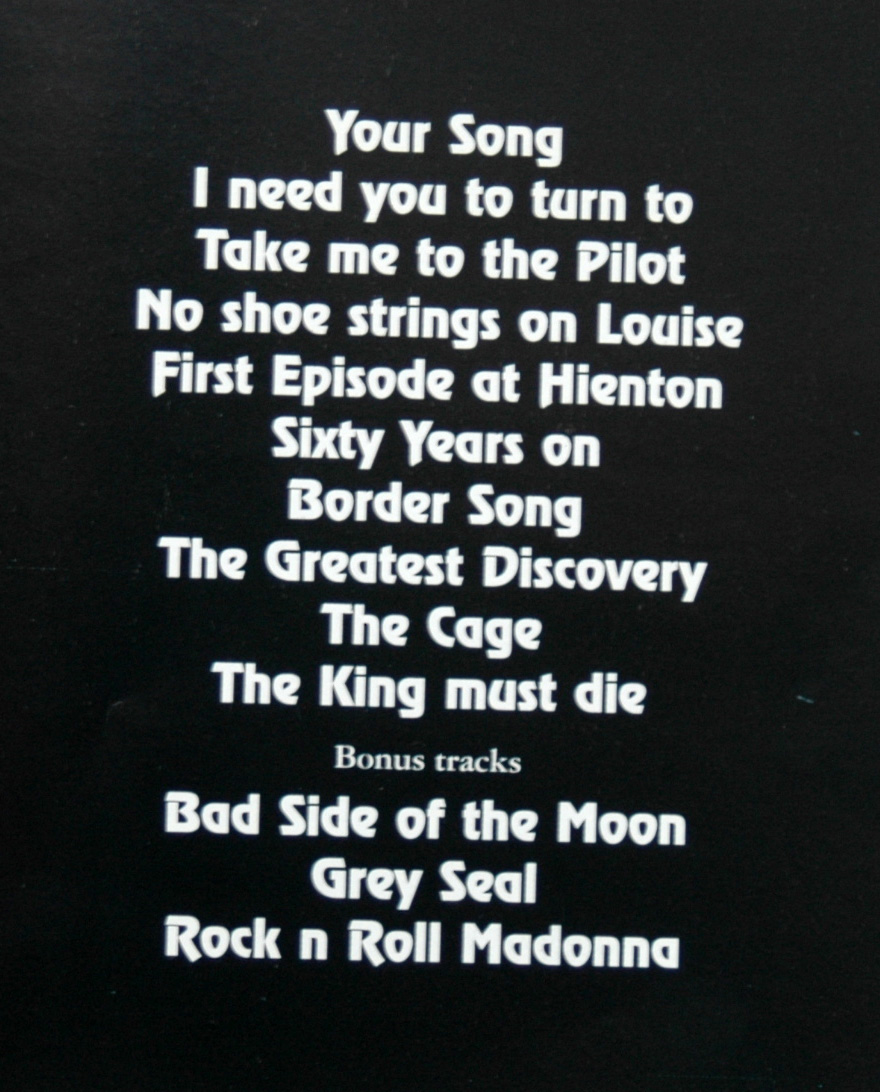 Your Song
I need you to turn to
Take me to the Pilot
No shoe strings on Louise
First Episode at Hienton
Sixty Years on
Border Song
The Greatest Discovery
The Cage
The King must die
Bonus tracks
Bad Side of the Moon
Grey Seal
Rock n Roll Madonna